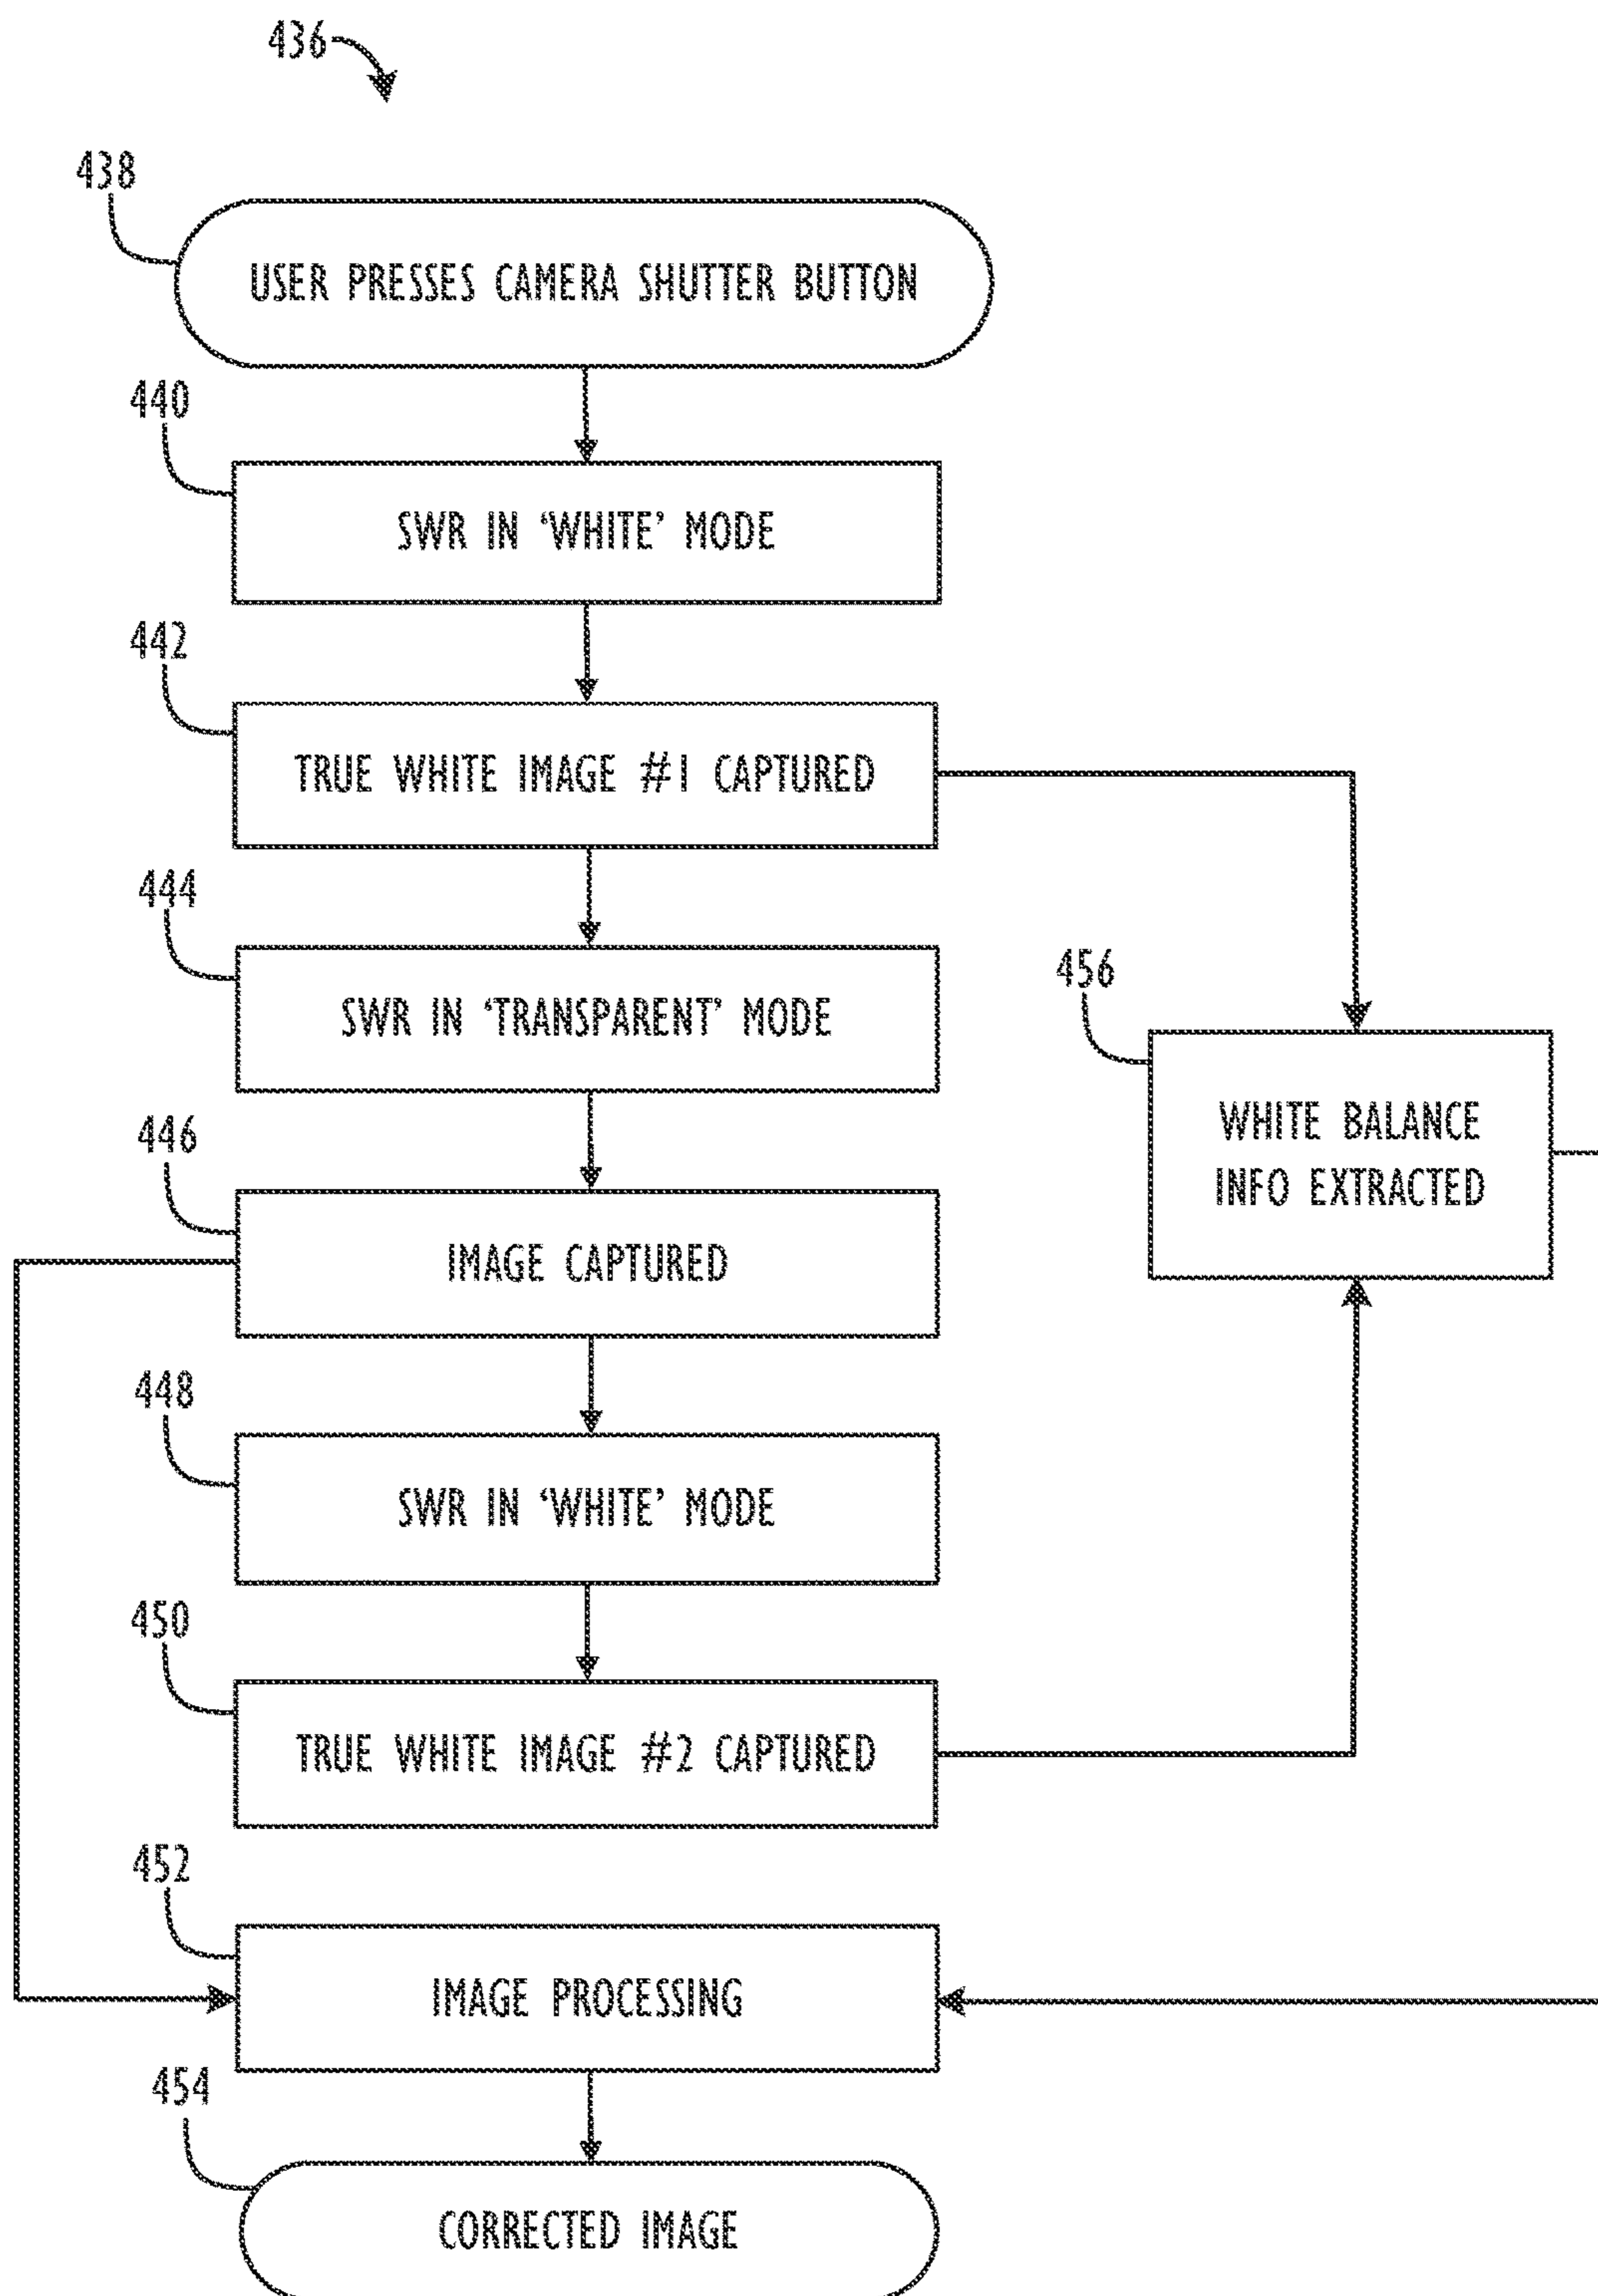 436
438
USER PRESSES CAMERA SHUTTER BUTTON
440
SWR IN ‘WHITE’ MODE
442
TRUE WHITE IMAGE #1 CAPTURED
444
SWR IN ‘TRANSPARENT’ MODE
456
WHITE BALANCE
INFO EXTRACTED
446
IMAGE CAPTURED
448
SWR IN ‘WHITE’ MODE
450
TRUE WHITE IMAGE #2 CAPTURED
452
IMAGE PROCESSING
454
CORRECTED IMAGE